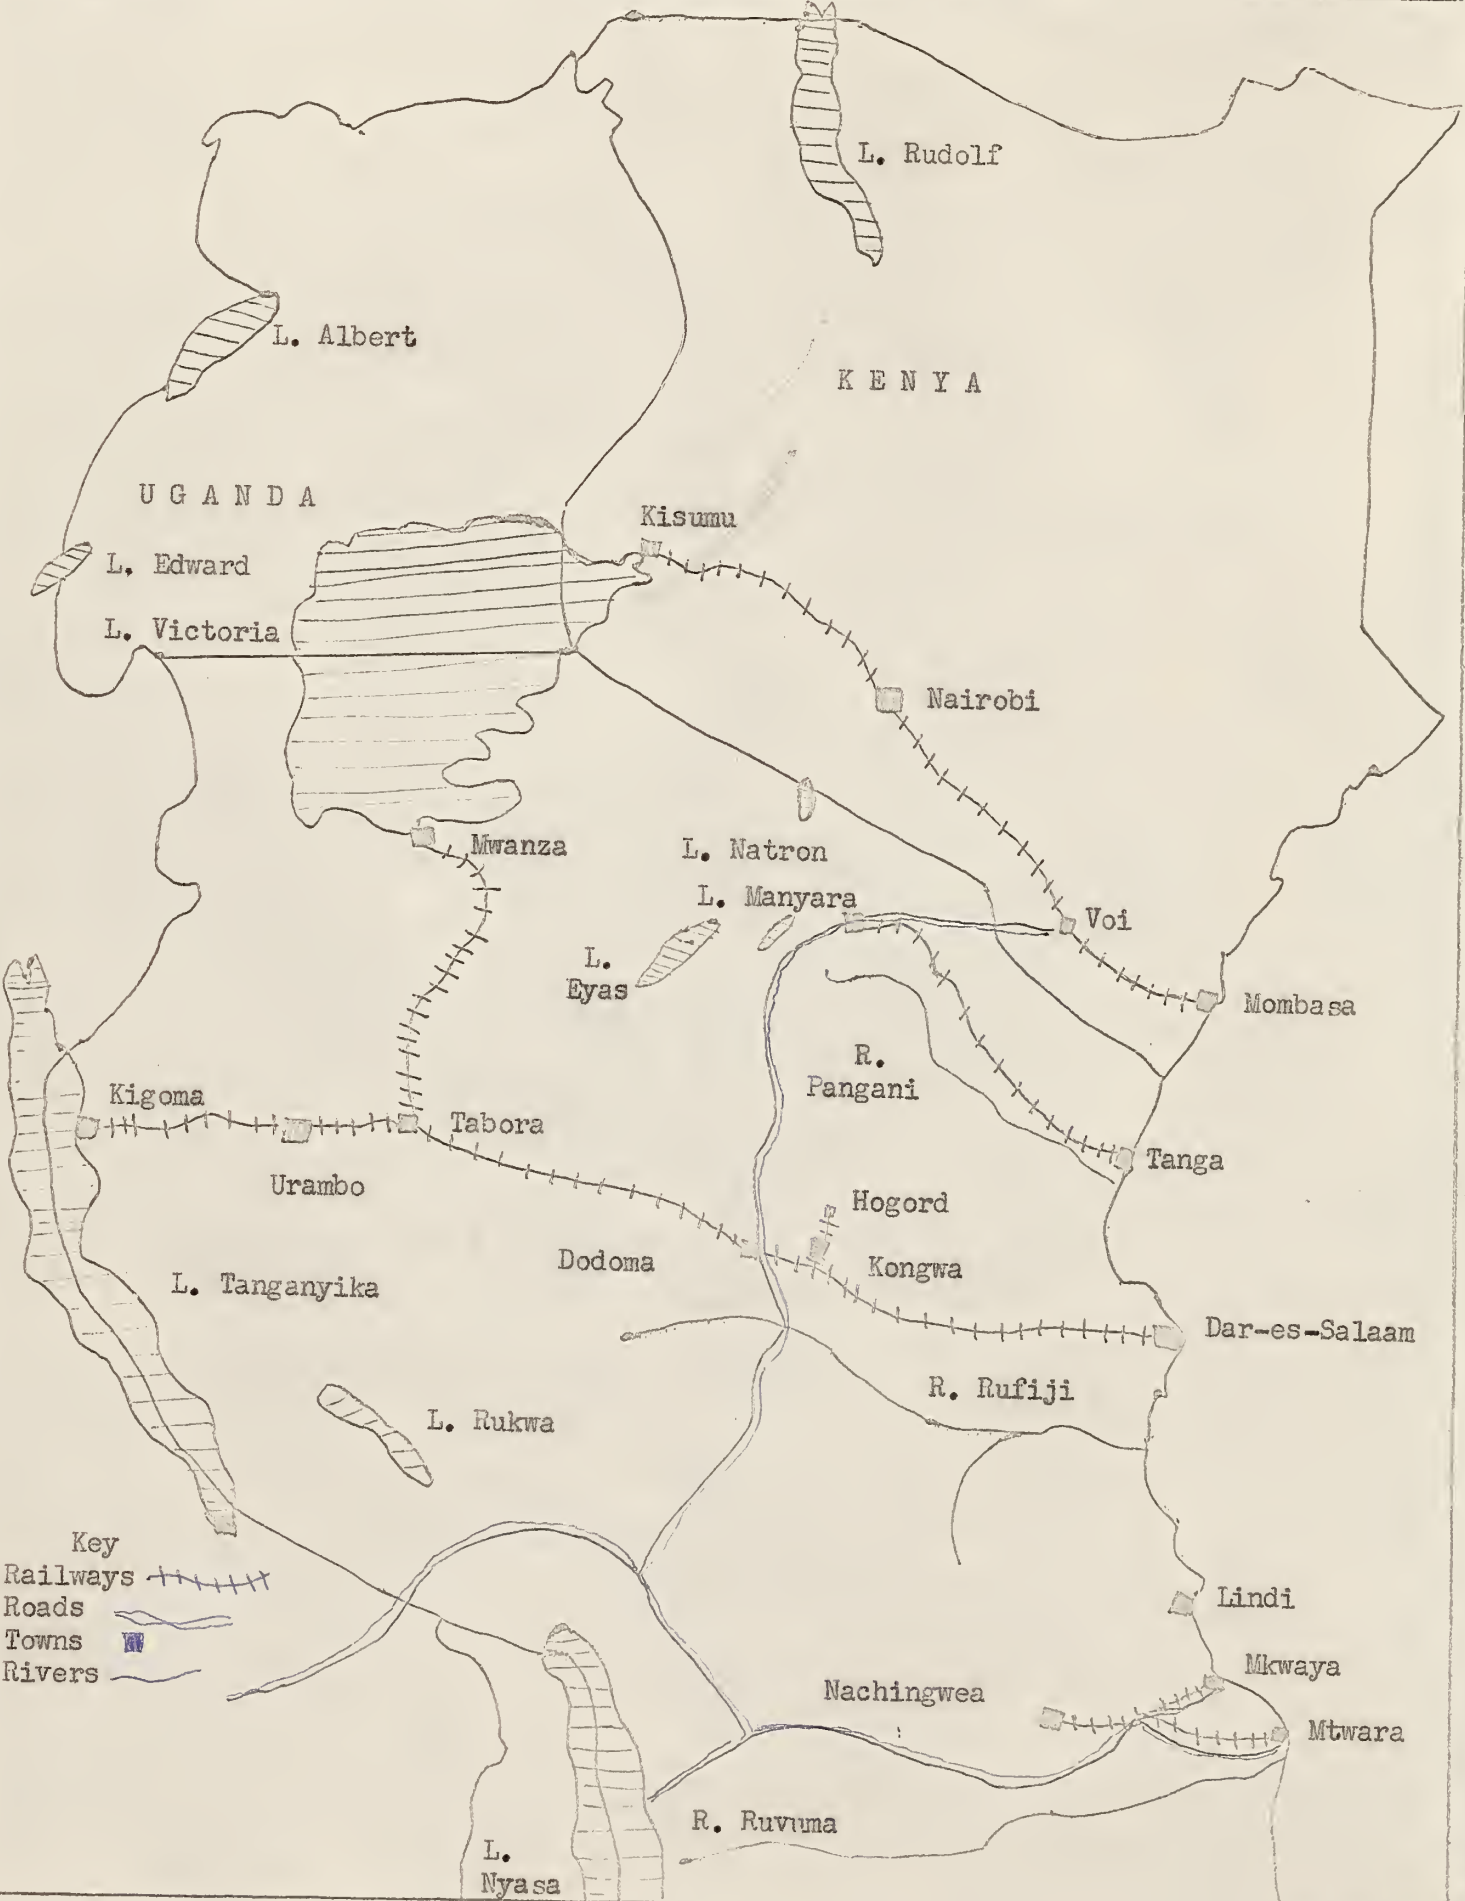 L. Rudolf
L. Albert
K E N Y A
U G A N D A
Kisumu
L. Edward
L. Victoria
Nairobi
Mwanza
L. Natron
L. Manyara
Voi
L.
Eyas
Mombasa
R.
Pangani
Kigoma
Tabora
Tanga
Urambo
Hogord
Dodoma
Kongwa
L. Tanganyika
Dar-es-Salaam
R. Rufiji
L. Rukwa
Key
Railways
Roads
Towns
Rivers
Lindi
Mkwaya
Nachingwea
Mtwara
R. Ruvuma
L.
Nyasa